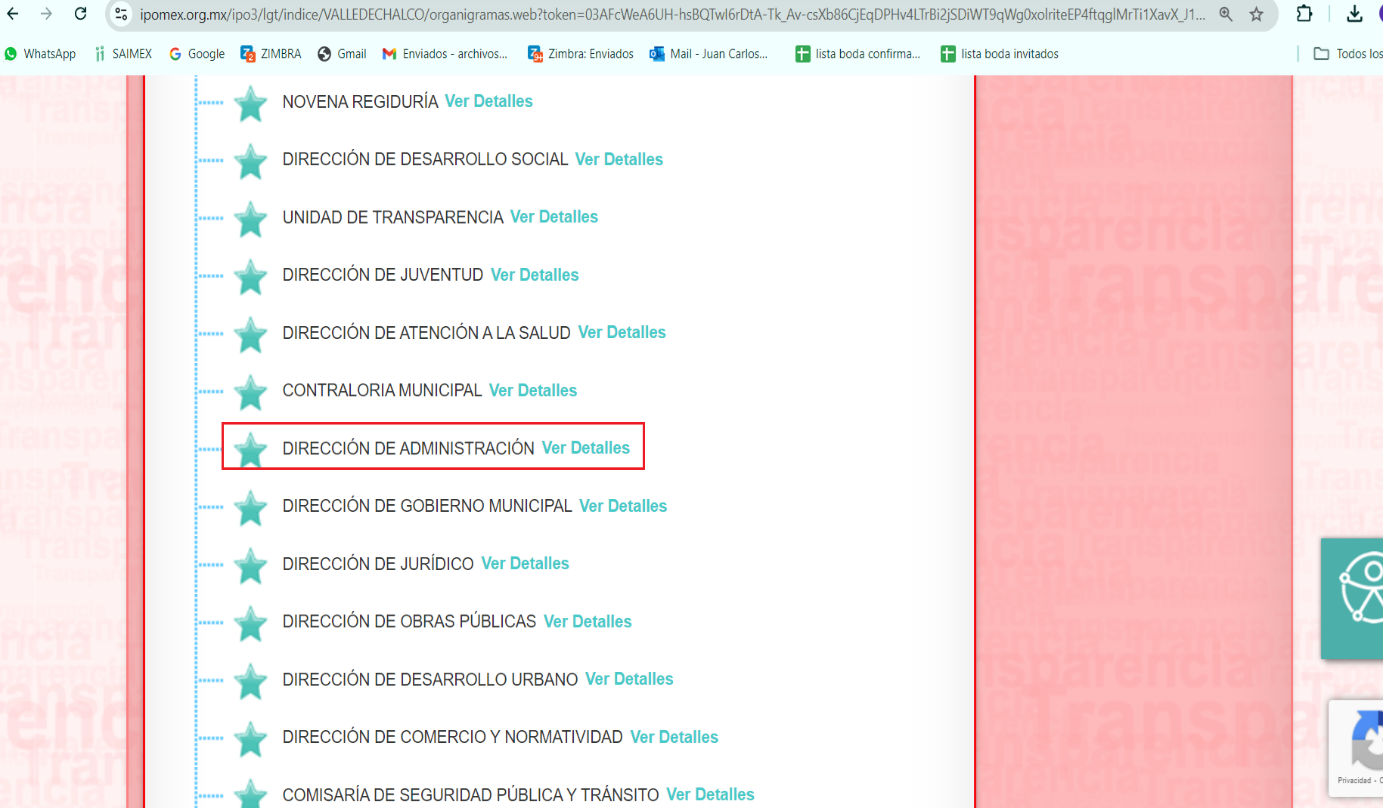 ipomex.org.mx/ipo3/lgt/indice/VALLEDECHALCO/organigramas.web?token=03AFcWeA6UH-hsBQTwI6rDtA-Tk_Av-csXb86CjEqDPHv4LTrBi2jSDiWT9qWg0xolriteEP4ftqglMrTi1XavX_J1...
WhatsApp SAIMEX Google ZIMBRA Gmail Enviados - archivos... Zimbra: Enviados Mail - Juan Carlos... lista boda confirma... lista boda invitados Todos los
NOVENA REGIDURÍA Ver Detalles
DIRECCIÓN DE DESARROLLO SOCIAL Ver Detalles
UNIDAD DE TRANSPARENCIA Ver Detalles
DIRECCIÓN DE JUVENTUD Ver Detalles
DIRECCIÓN DE ATENCIÓN A LA SALUD Ver Detalles
CONTRALORIA MUNICIPAL Ver Detalles
DIRECCIÓN DE ADMINISTRACIÓN Ver Detalles
DIRECCIÓN DE GOBIERNO MUNICIPAL Ver Detalles
DIRECCIÓN DE JURÍDICO Ver Detalles
DIRECCIÓN DE OBRAS PÚBLICAS Ver Detalles
DIRECCIÓN DE DESARROLLO URBANO Ver Detalles
DIRECCIÓN DE COMERCIO Y NORMATIVIDAD Ver Detalles
COMISARÍA DE SEGURIDAD PÚBLICA Y TRÁNSITO Ver Detalles
Privacidad -